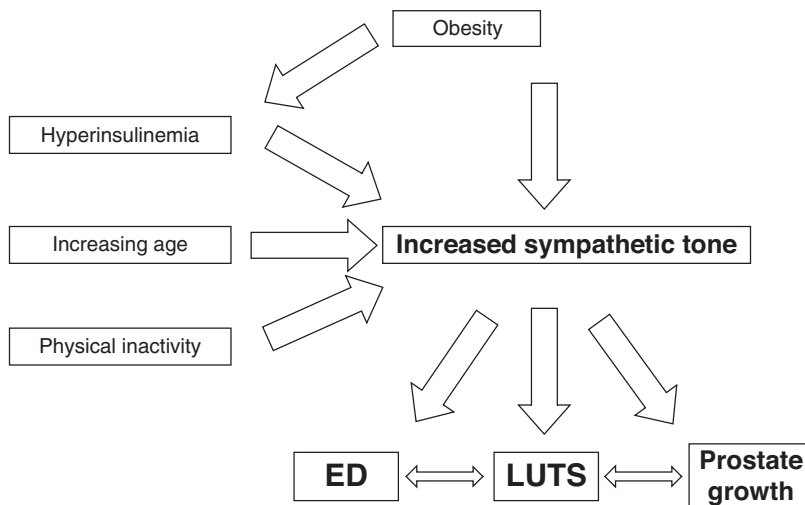 Obesity
Hyperinsulinemia
Increasing age
Increased sympathetic tone
Physical inactivity
ED
LUTS
Prostate
growth